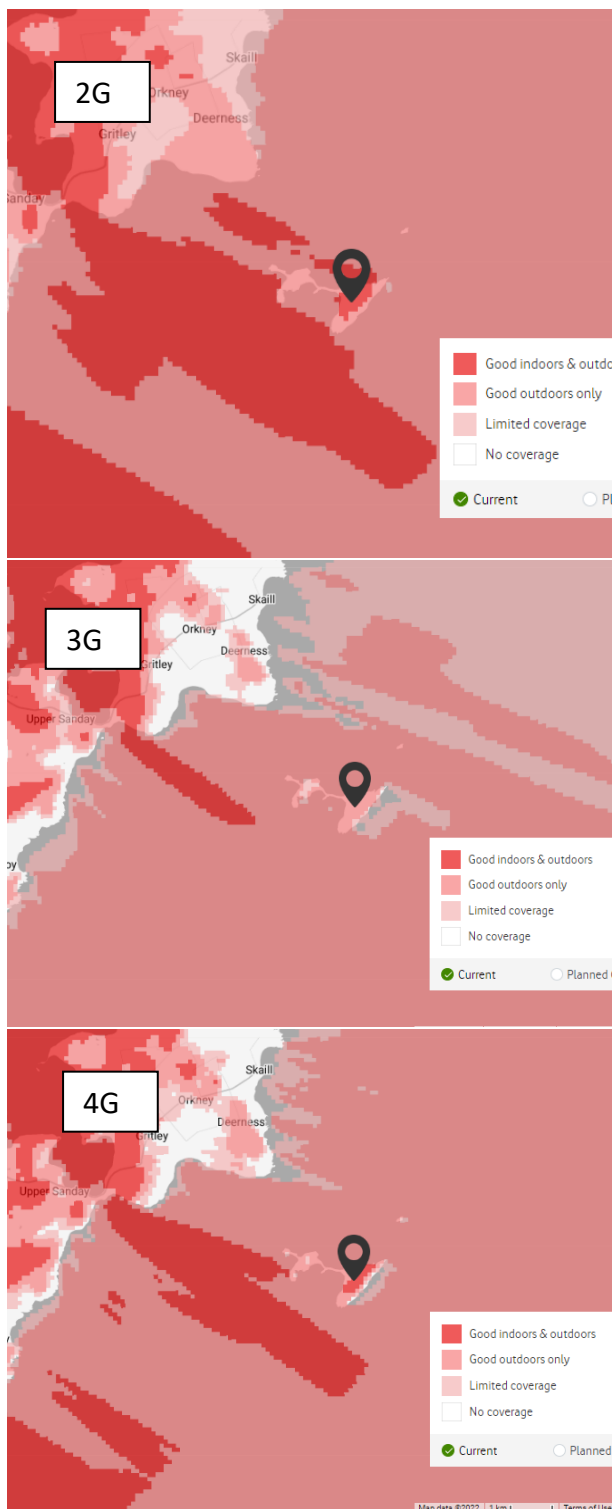 2G
Skaill
Orkney
Deerness
Gritley
Sanday
Good indoors & outdo
Good outdoors only
Limited coverage
No coverage
Current
Pl
3G
Skaill
Orkney
Deerness
Gritley
Upper Sanday
oy
Good indoors & outdoors
Good outdoors only
Limited coverage
No coverage
Current
Planned
4G
Skaill
Orkney
Deerness
Gritley
Upper Sanday
y
Good indoors & outdoors
Good outdoors only
Limited coverage
No coverage
Current
Planned
Map data ©2022 1 km Terms of Use